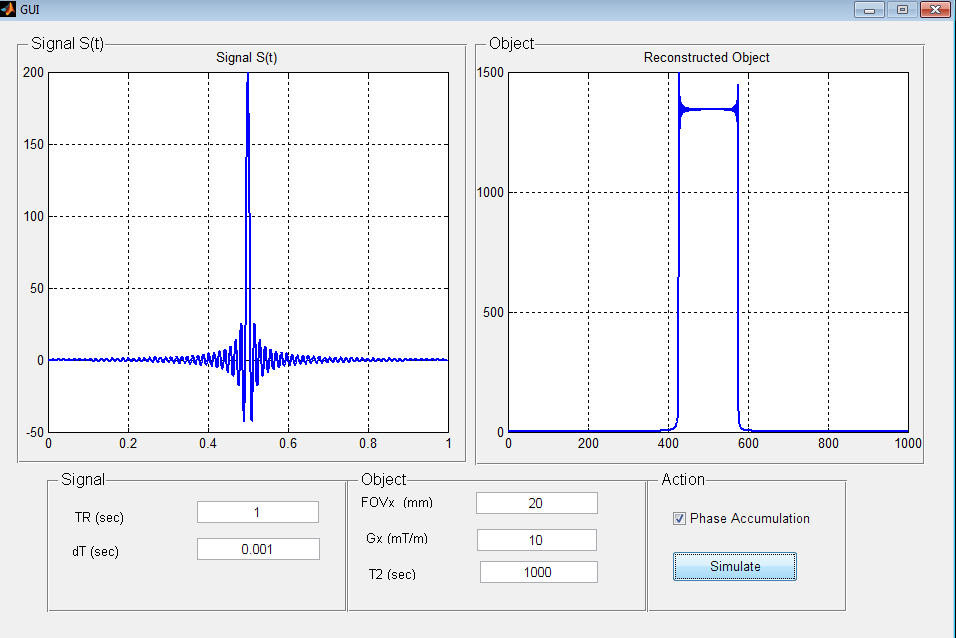 GUI
Signal S(t)
Signal S(t)
200
150
100
50
0
-50
0 0.2 0.4 0.6 0.8 1
Object
Reconstructed Object
1500
1000
500
0
0 200 400 600 800 1000
Signal
TR (sec) 1
dT (sec) 0.001
Object
FOVx (mm) 20
Gx (mT/m) 10
T2 (sec) 1000
Action
Phase Accumulation
Simulate